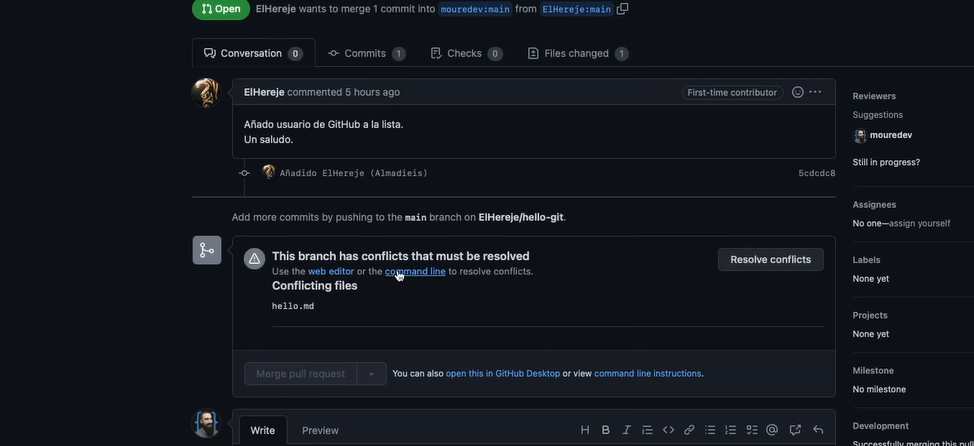 Open ElHereje wants to merge 1 commit into mouredev:main from ElHereje:main
Conversation 0 Commits 1 Checks 0 Files changed 1
ElHereje commented 5 hours ago First-time contributor
Añado usuario de GitHub a la lista.
Un saludo.
Añadido ElHereje (Almadieis) 5cdcdc8
Add more commits by pushing to the main branch on ElHereje/hello-git.
This branch has conflicts that must be resolved
Use the web editor or the command line to resolve conflicts.
Resolve conflicts
Conflicting files
hello.md
Merge pull request You can also open this in GitHub Desktop or view command line instructions.
Write Preview
Reviewers
Suggestions
mouredev
Still in progress?
Assignees
No one—assign yourself
Labels
None yet
Projects
None yet
Milestone
No milestone
Development
Successfully merging this pull